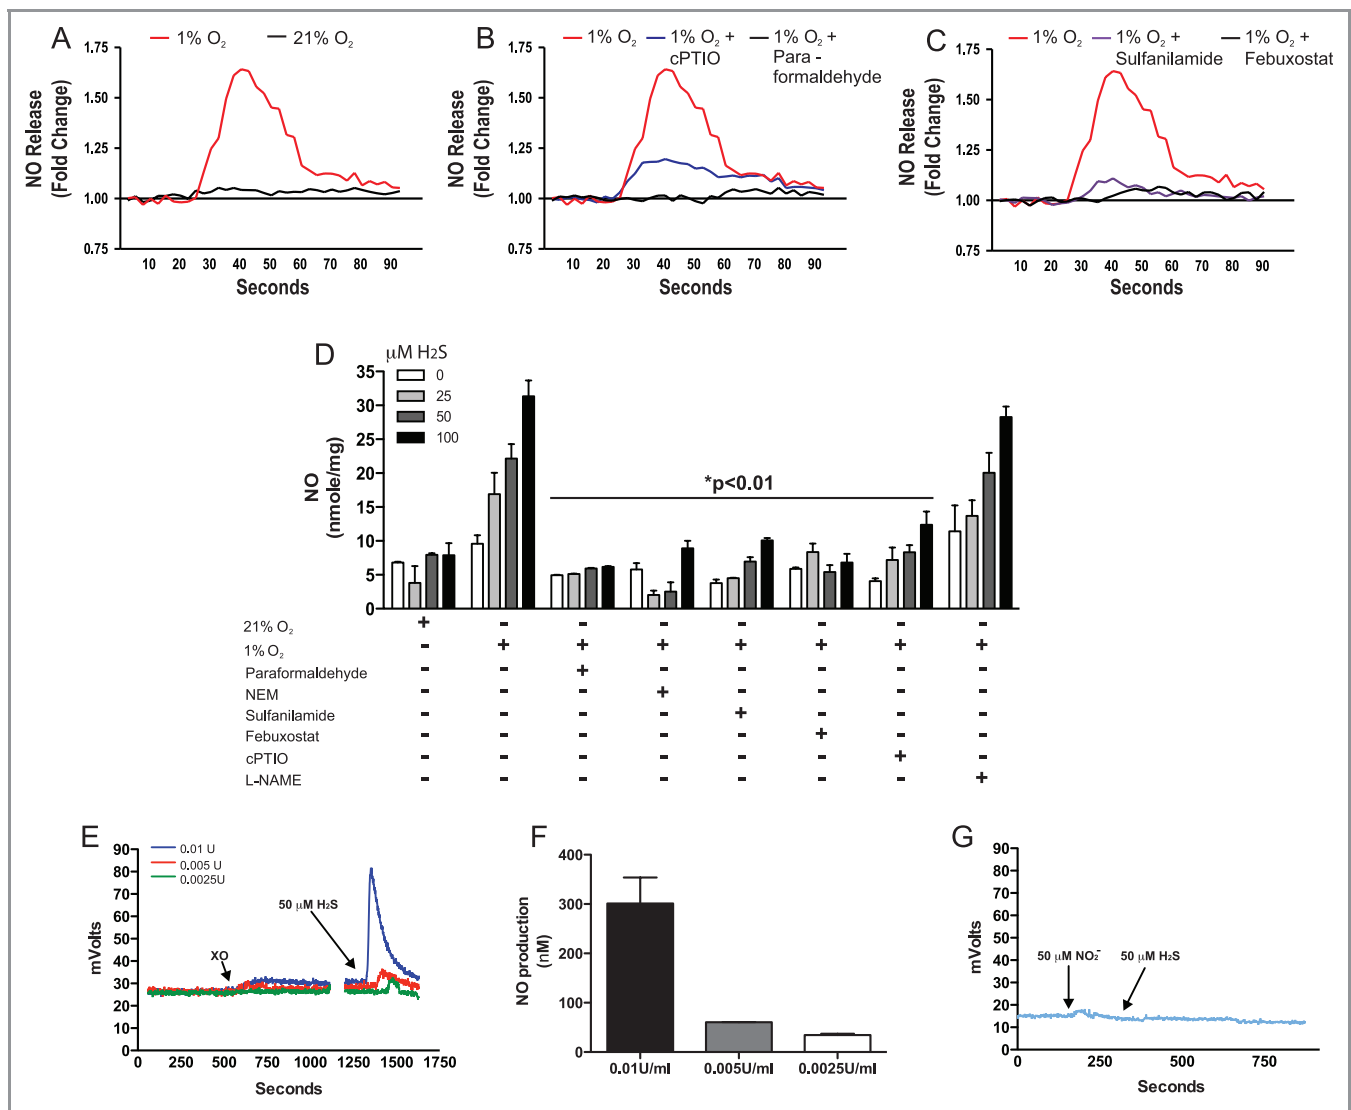 A
1% O2
21% O2
1.75
1.50
1.25
1.00
0.75
NO Release
(Fold Change)
10 20 30 40 50 60 70 80 90
Seconds
B
1% O2
1% O2 +
cPTIO
1% O2 +
Para -
formaldehyde
1.75
1.50
1.25
1.00
0.75
NO Release
(Fold Change)
10 20 30 40 50 60 70 80 90
Seconds
C
1% O2
1% O2 +
Sulfanilamide
1% O2 +
Febuxostat
1.75
1.50
1.25
1.00
0.75
NO Release
(Fold Change)
10 20 30 40 50 60 70 80 90
Seconds
D
μM H2S
0
25
50
100
35
30
25
20
15
10
5
0
NO
(nmole/mg)
*p<0.01
21% O2 + - - - - - - -
1% O2 - + + + + + + +
Paraformaldehyde - - + - - - - -
NEM - - - + - - - -
Sulfanilamide - - - - + - - -
Febuxostat - - - - - + - -
cPTIO - - - - - - + -
L-NAME - - - - - - - +
E
0.01 U
0.005 U
0.0025U
90
80
70
60
50
40
30
20
10
0
mVolts
XO
50 μM H2S
0 250 500 750 1000 1250 1500 1750
Seconds
F
400
300
200
100
0
NO production
(nM)
0.01U/ml 0.005U/ml 0.0025U/ml
G
90
80
70
60
50
40
30
20
10
0
mVolts
50 μM NO2-
50 μM H2S
0 250 500 750
Seconds